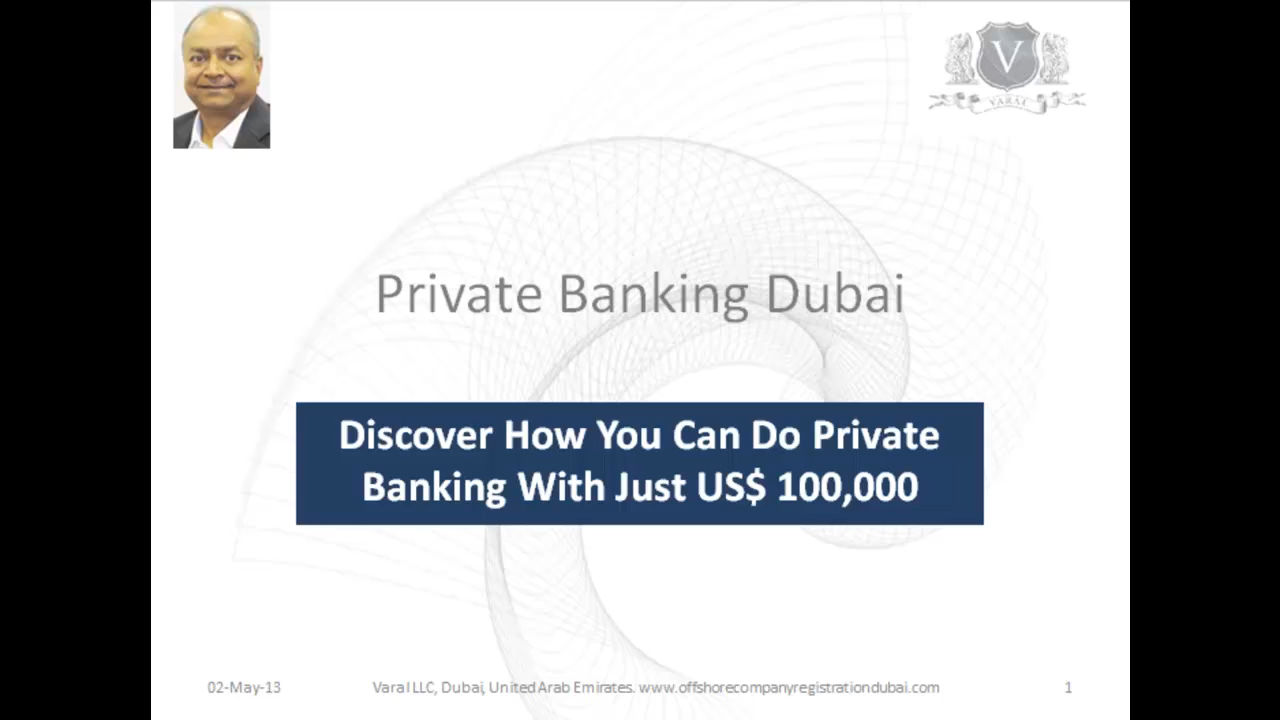 V
VARAL
Private Banking Dubai
Discover How You Can Do Private
Banking With Just US$ 100,000
02-May-13
Varal LLC, Dubai, United Arab Emirates. www.offshorecompanyregistrationdubai.com
1